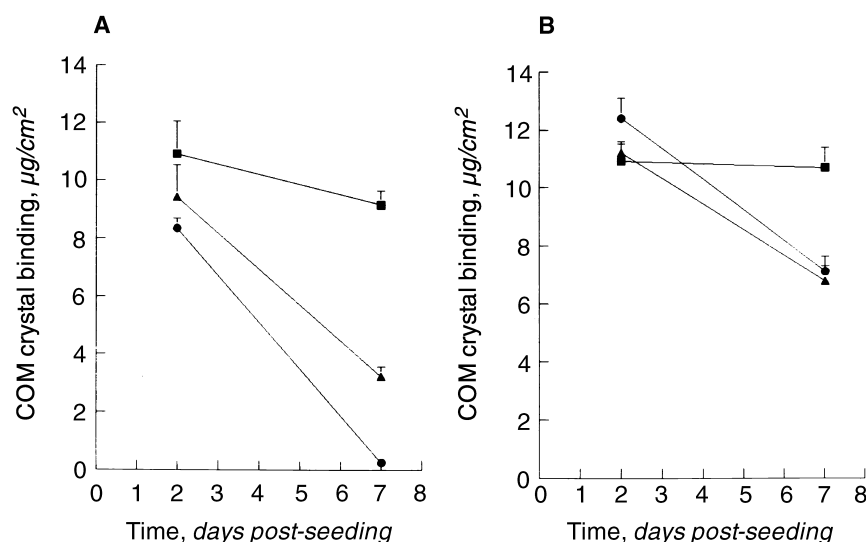 A
COM crystal binding, µg/cm2
14
12
10
8
6
4
2
0
0 1 2 3 4 5 6 7 8
Time, days post-seeding
B
COM crystal binding, µg/cm2
14
12
10
8
6
4
2
0
0 1 2 3 4 5 6 7 8
Time, days post-seeding